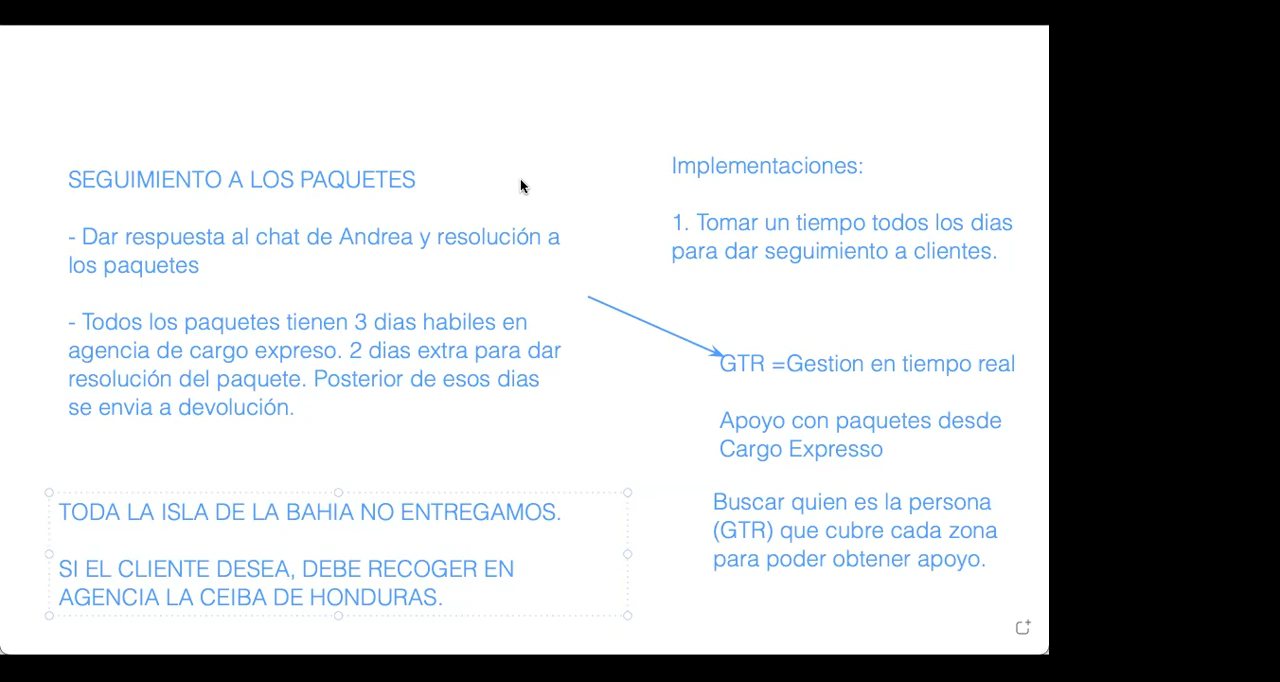 SEGUIMIENTO A LOS PAQUETES
- Dar respuesta al chat de Andrea y resolución a
los paquetes
- Todos los paquetes tienen 3 dias habiles en
agencia de cargo expreso. 2 dias extra para dar
resolución del paquete. Posterior de esos dias
se envia a devolución.
TODA LA ISLA DE LA BAHIA NO ENTREGAMOS.
SI EL CLIENTE DESEA, DEBE RECOGER EN
AGENCIA LA CEIBA DE HONDURAS.
Implementaciones:
1. Tomar un tiempo todos los dias
para dar seguimiento a clientes.
GTR =Gestion en tiempo real
Apoyo con paquetes desde
Cargo Expresso
Buscar quien es la persona
(GTR) que cubre cada zona
para poder obtener apoyo.